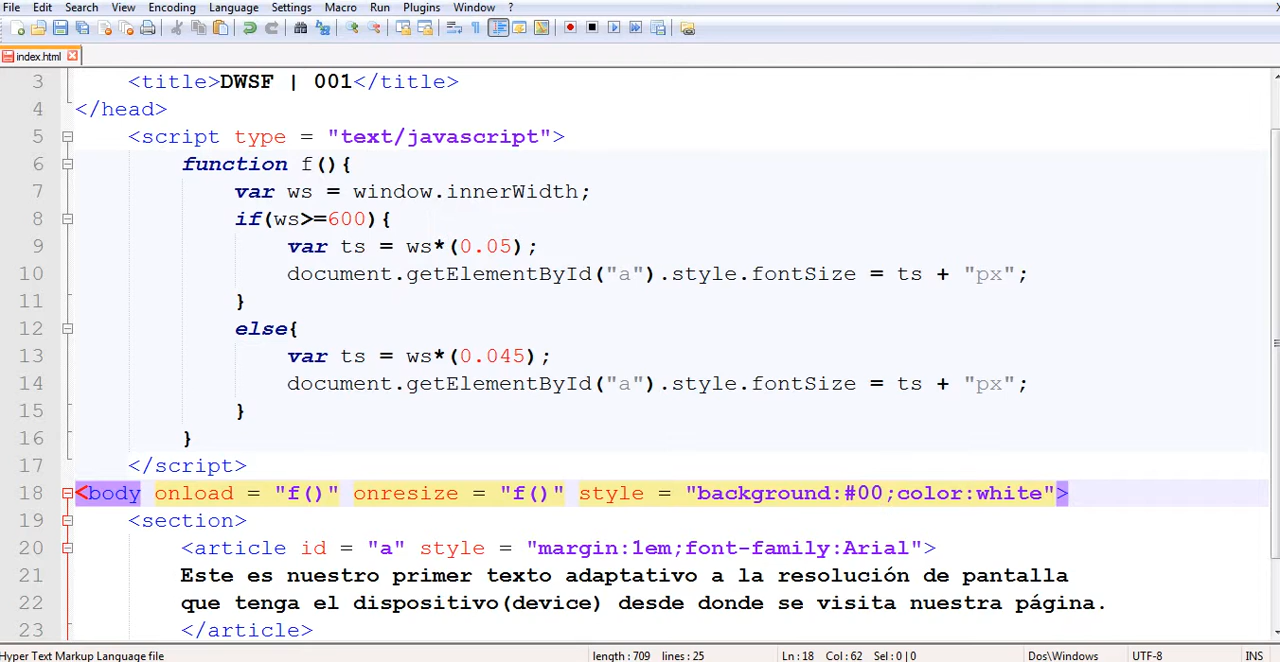 File Edit Search View Encoding Language Settings Macro Run Plugins Window ?
index.html
3 <title>DWSF | 001</title>
4 </head>
5 <script type = "text/javascript">
6 function f(){
7 var ws = window.innerWidth;
8 if(ws>=600){
9 var ts = ws*(0.05);
10 document.getElementById("a").style.fontSize = ts + "px";
11 }
12 else{
13 var ts = ws*(0.045);
14 document.getElementById("a").style.fontSize = ts + "px";
15 }
16 }
17 </script>
18 <body onload = "f()" onresize = "f()" style = "background:#00;color:white">
19 <section>
20 <article id = "a" style = "margin:1em;font-family:Arial">
21 Este es nuestro primer texto adaptativo a la resolución de pantalla
22 que tenga el dispositivo(device) desde donde se visita nuestra página.
23 </article>
Hyper Text Markup Language file length : 709 lines : 25 Ln : 18 Col : 62 Sel : 0 | 0 Dos\Windows UTF-8 INS